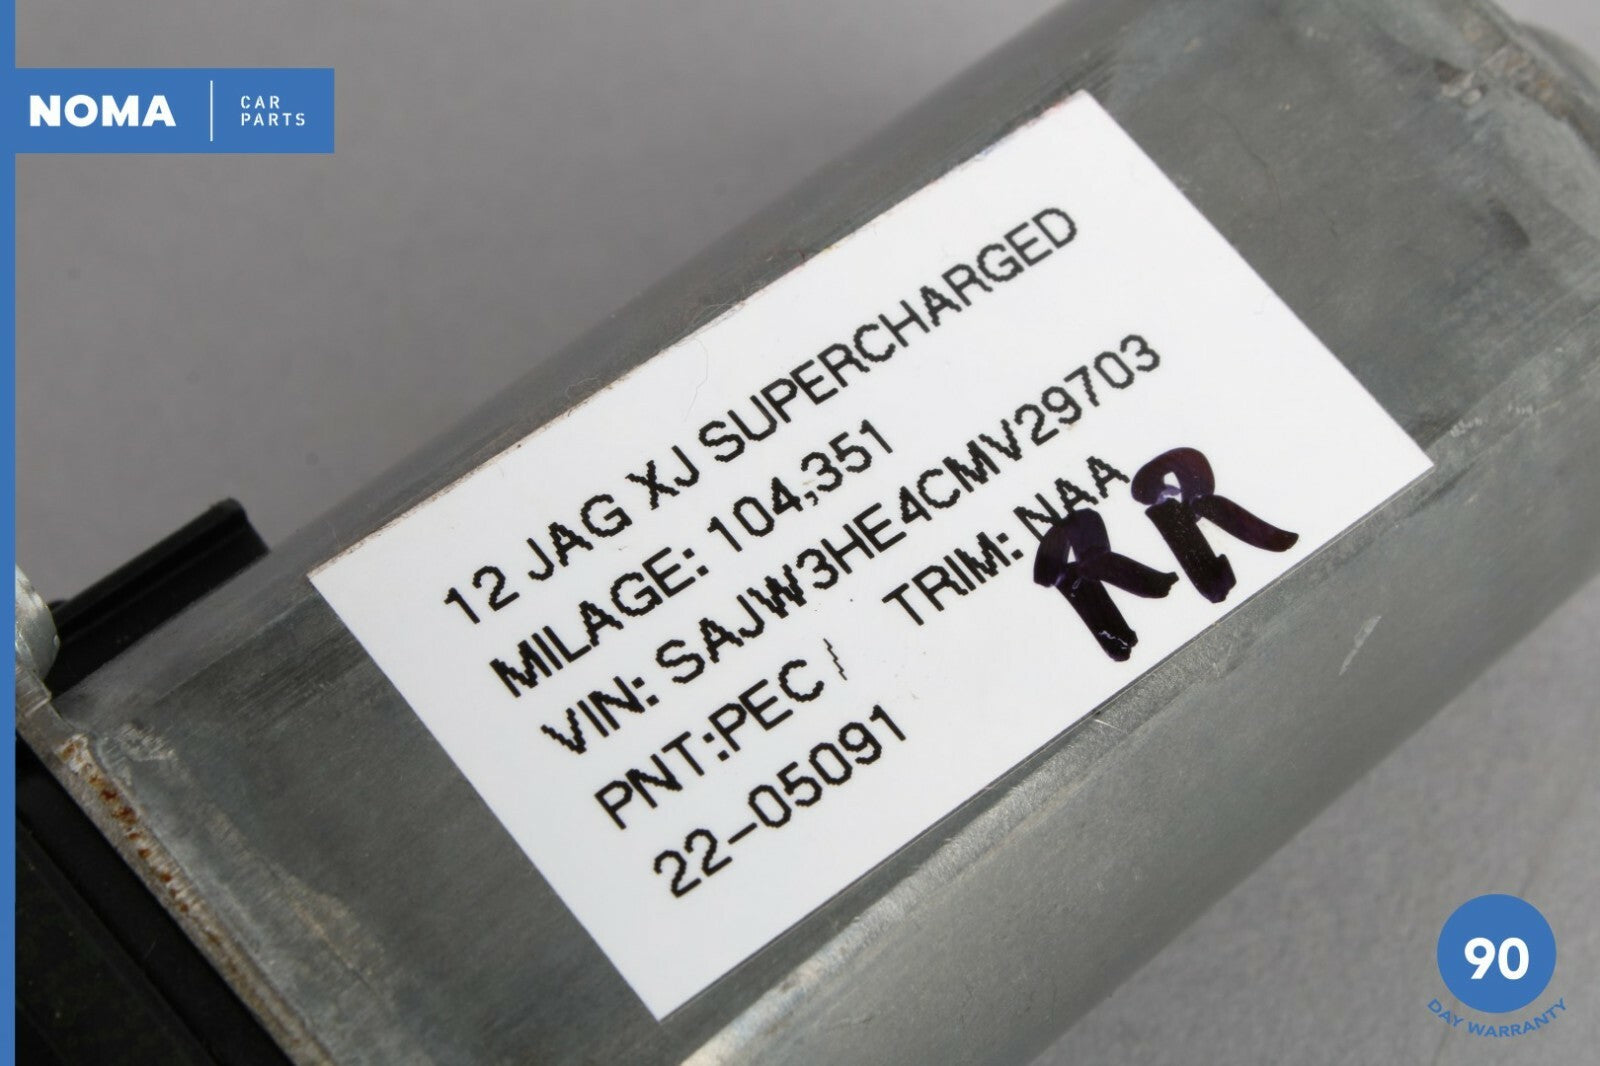 NOMA
CAR
PARTS
12 JAG XJ SUPERCHARGED
MILAGE: 104,351
VIN: SAJW3HE4CMV29703
PNT:PEC / TRIM: NAA
22-05091
RR
90
DAY WARRANTY